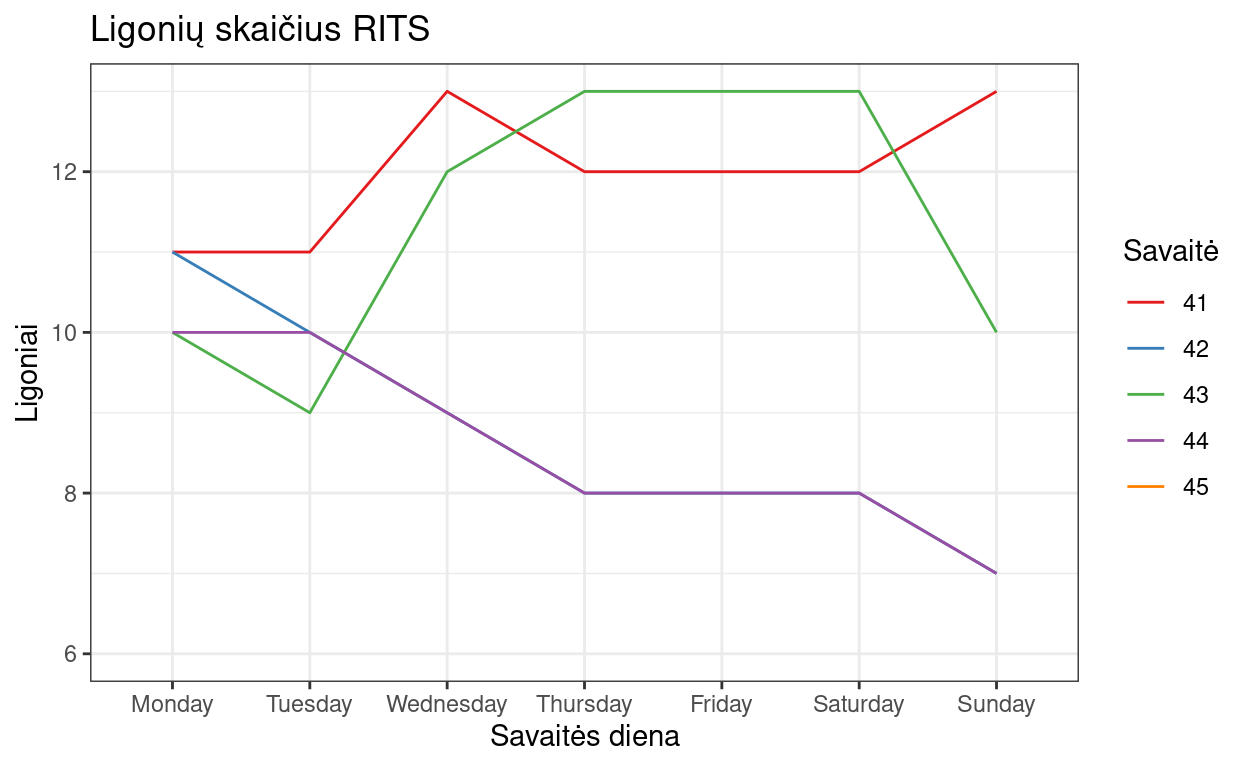 Ligonių skaičius RITS
Ligoniai
12
10
8
6
Monday Tuesday Wednesday Thursday Friday Saturday Sunday
Savaitės diena
Savaitė
41
42
43
44
45